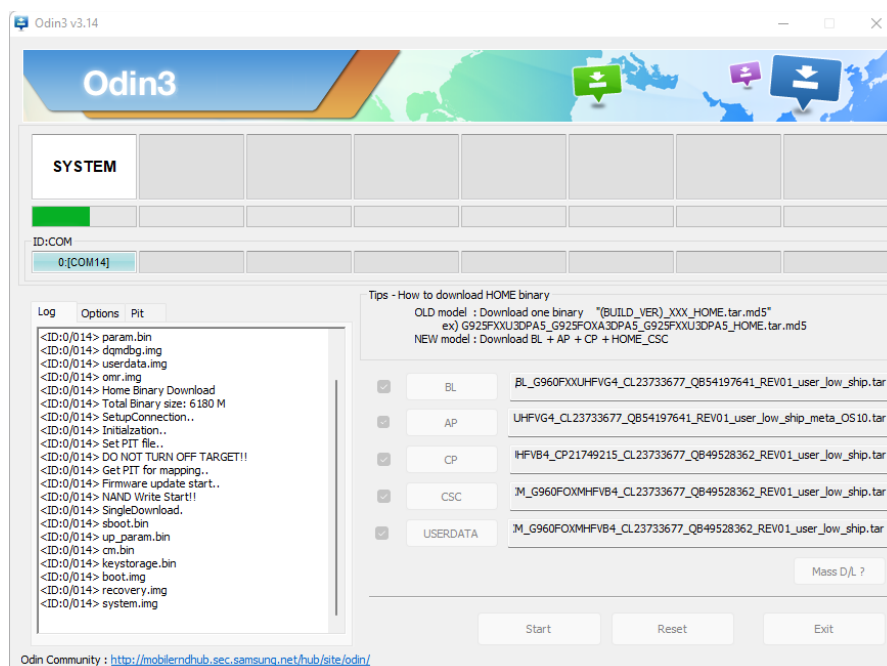 Odin3 v3.14
Odin3
SYSTEM
ID:COM
0:[COM14]
Log
Options
Pit
<ID:0/014> param.bin
<ID:0/014> dqmdbg.img
<ID:0/014> userdata.img
<ID:0/014> omr.img
<ID:0/014> Home Binary Download
<ID:0/014> Total Binary size: 6180 M
<ID:0/014> SetupConnection..
<ID:0/014> Initialzation..
<ID:0/014> Set PIT file..
<ID:0/014> DO NOT TURN OFF TARGET!!
<ID:0/014> Get PIT for mapping..
<ID:0/014> Firmware update start..
<ID:0/014> NAND Write Start!!
<ID:0/014> SingleDownload.
<ID:0/014> sboot.bin
<ID:0/014> up_param.bin
<ID:0/014> cm.bin
<ID:0/014> keystorage.bin
<ID:0/014> boot.img
<ID:0/014> recovery.img
<ID:0/014> system.img
Tips - How to download HOME binary
OLD model : Download one binary "(BUILD_VER)_XXX_HOME.tar.md5"
ex) G925FXXU3DPA5_G925FOXA3DPA5_G925FXXU3DPA5_HOME.tar.md5
NEW model : Download BL + AP + CP + HOME_CSC
BL
BL_G960FXXUHFVG4_CL23733677_QB54197641_REV01_user_low_ship.tar
AP
UHFVG4_CL23733677_QB54197641_REV01_user_low_ship_meta_OS10.tar
CP
HFVB4_CP21749215_CL23733677_QB49528362_REV01_user_low_ship.tar
CSC
M_G960FOXMHFVB4_CL23733677_QB49528362_REV01_user_low_ship.tar
USERDATA
M_G960FOXMHFVB4_CL23733677_QB49528362_REV01_user_low_ship.tar
Mass D/L ?
Start
Reset
Exit
Odin Community : http://mobilerndhub.sec.samsung.net/hub/site/odin/